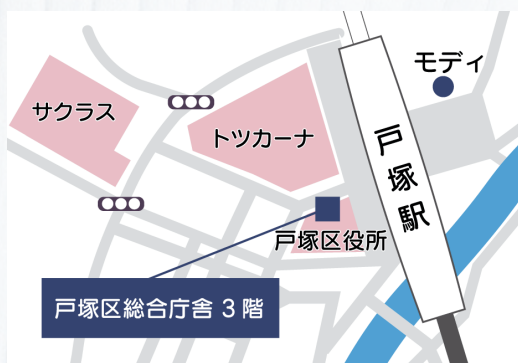 モディ
サクラス
トツカーナ
戸塚駅
戸塚区役所
戸塚区総合庁舎 3階